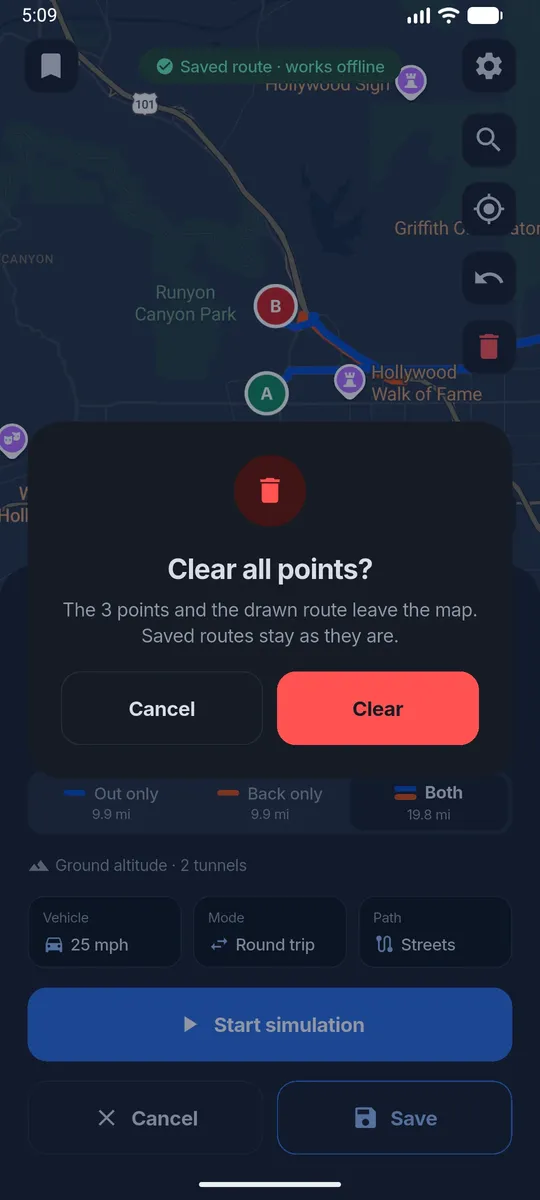 5:09
Saved route · works offline
Hollywood Sign
101
Griffith O
ator
CANYON
Runyon
Canyon Park
B
A
Hollywood
Walk of Fame
W
Holl
Clear all points?
The 3 points and the drawn route leave the map.
Saved routes stay as they are.
Cancel
Clear
Out only
9.9 mi
Back only
9.9 mi
Both
19.8 mi
Ground altitude · 2 tunnels
Vehicle
25 mph
Mode
Round trip
Path
Streets
Start simulation
Cancel
Save